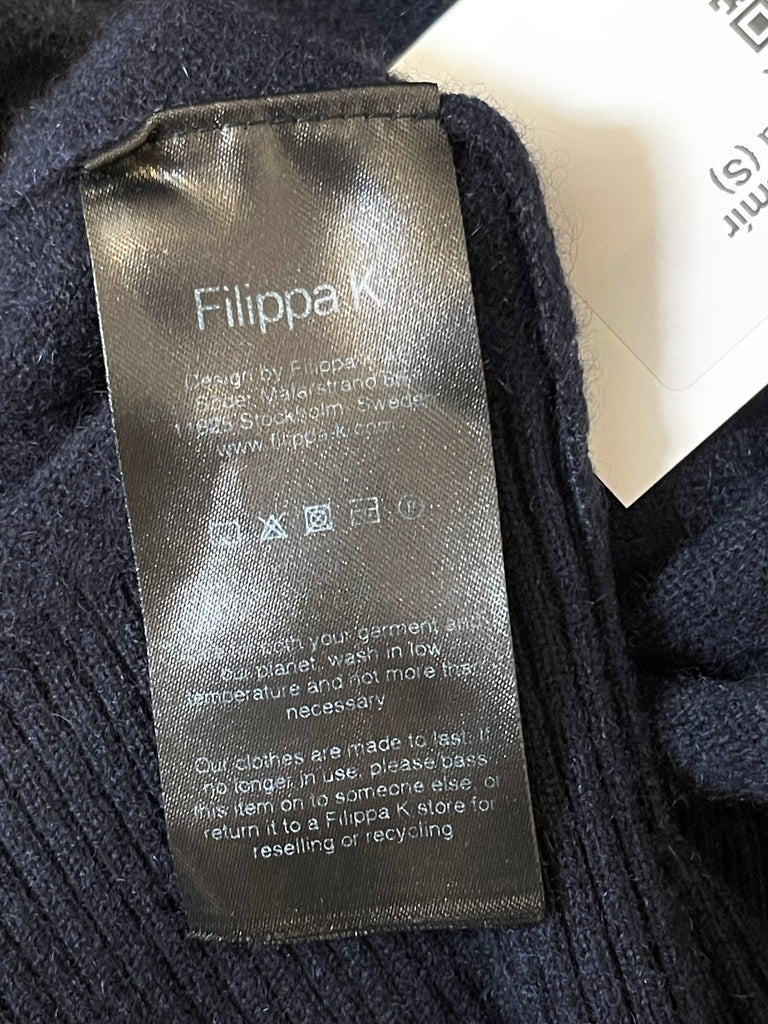 Filippa K
Design by Filippa K
Söder Mälarstrand
Stockholm, Sweden
www.filippa-k.com
both your garment and
our planet, wash in low
temperature and not more than
necessary
Our clothes are made to last. If
no longer in use, please pass
this item on to someone else, or
return it to a Filippa K store for
reselling or recycling
(S)